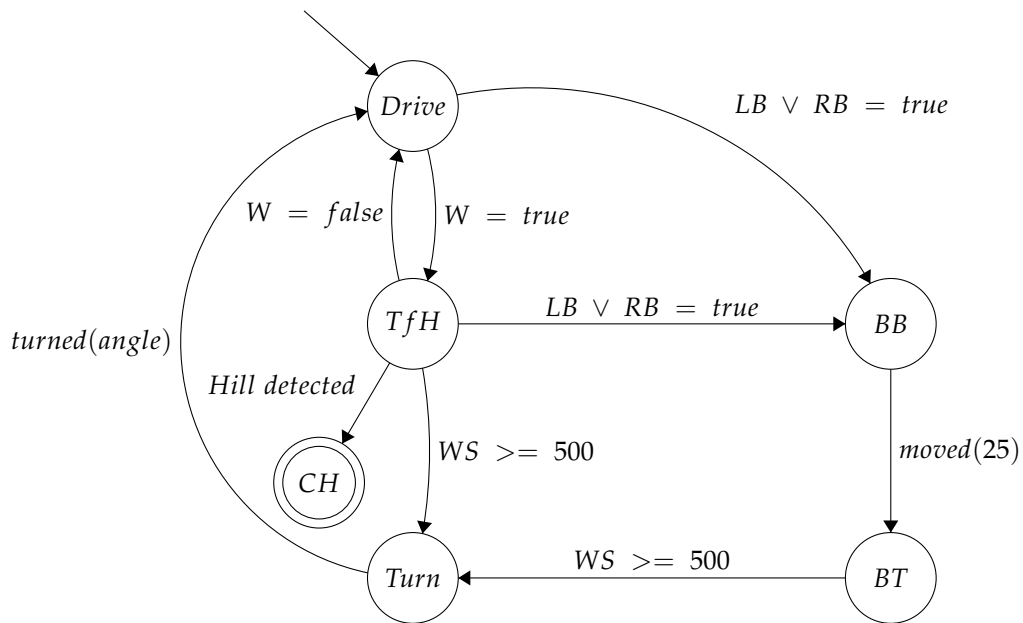 Drive
LB ∨ RB = true
W = false
W = true
TfH
LB ∨ RB = true
BB
turned(angle)
Hill detected
WS >= 500
moved(25)
CH
WS >= 500
Turn
BT